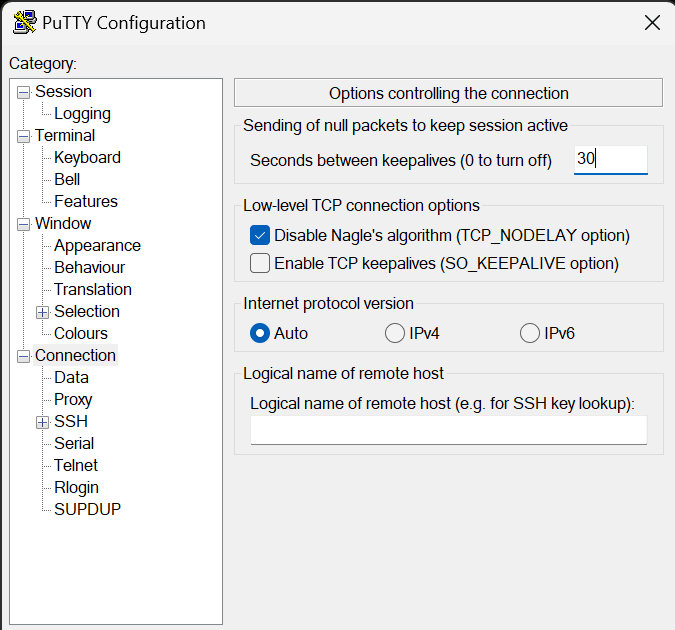 PuTTY Configuration
Category:
Session
Logging
Terminal
Keyboard
Bell
Features
Window
Appearance
Behaviour
Translation
Selection
Colours
Connection
Data
Proxy
SSH
Serial
Telnet
Rlogin
SUPDUP
Options controlling the connection
Sending of null packets to keep session active
Seconds between keepalives (0 to turn off) 30
Low-level TCP connection options
Disable Nagle's algorithm (TCP_NODELAY option)
Enable TCP keepalives (SO_KEEPALIVE option)
Internet protocol version
Auto IPv4 IPv6
Logical name of remote host
Logical name of remote host (e.g. for SSH key lookup):